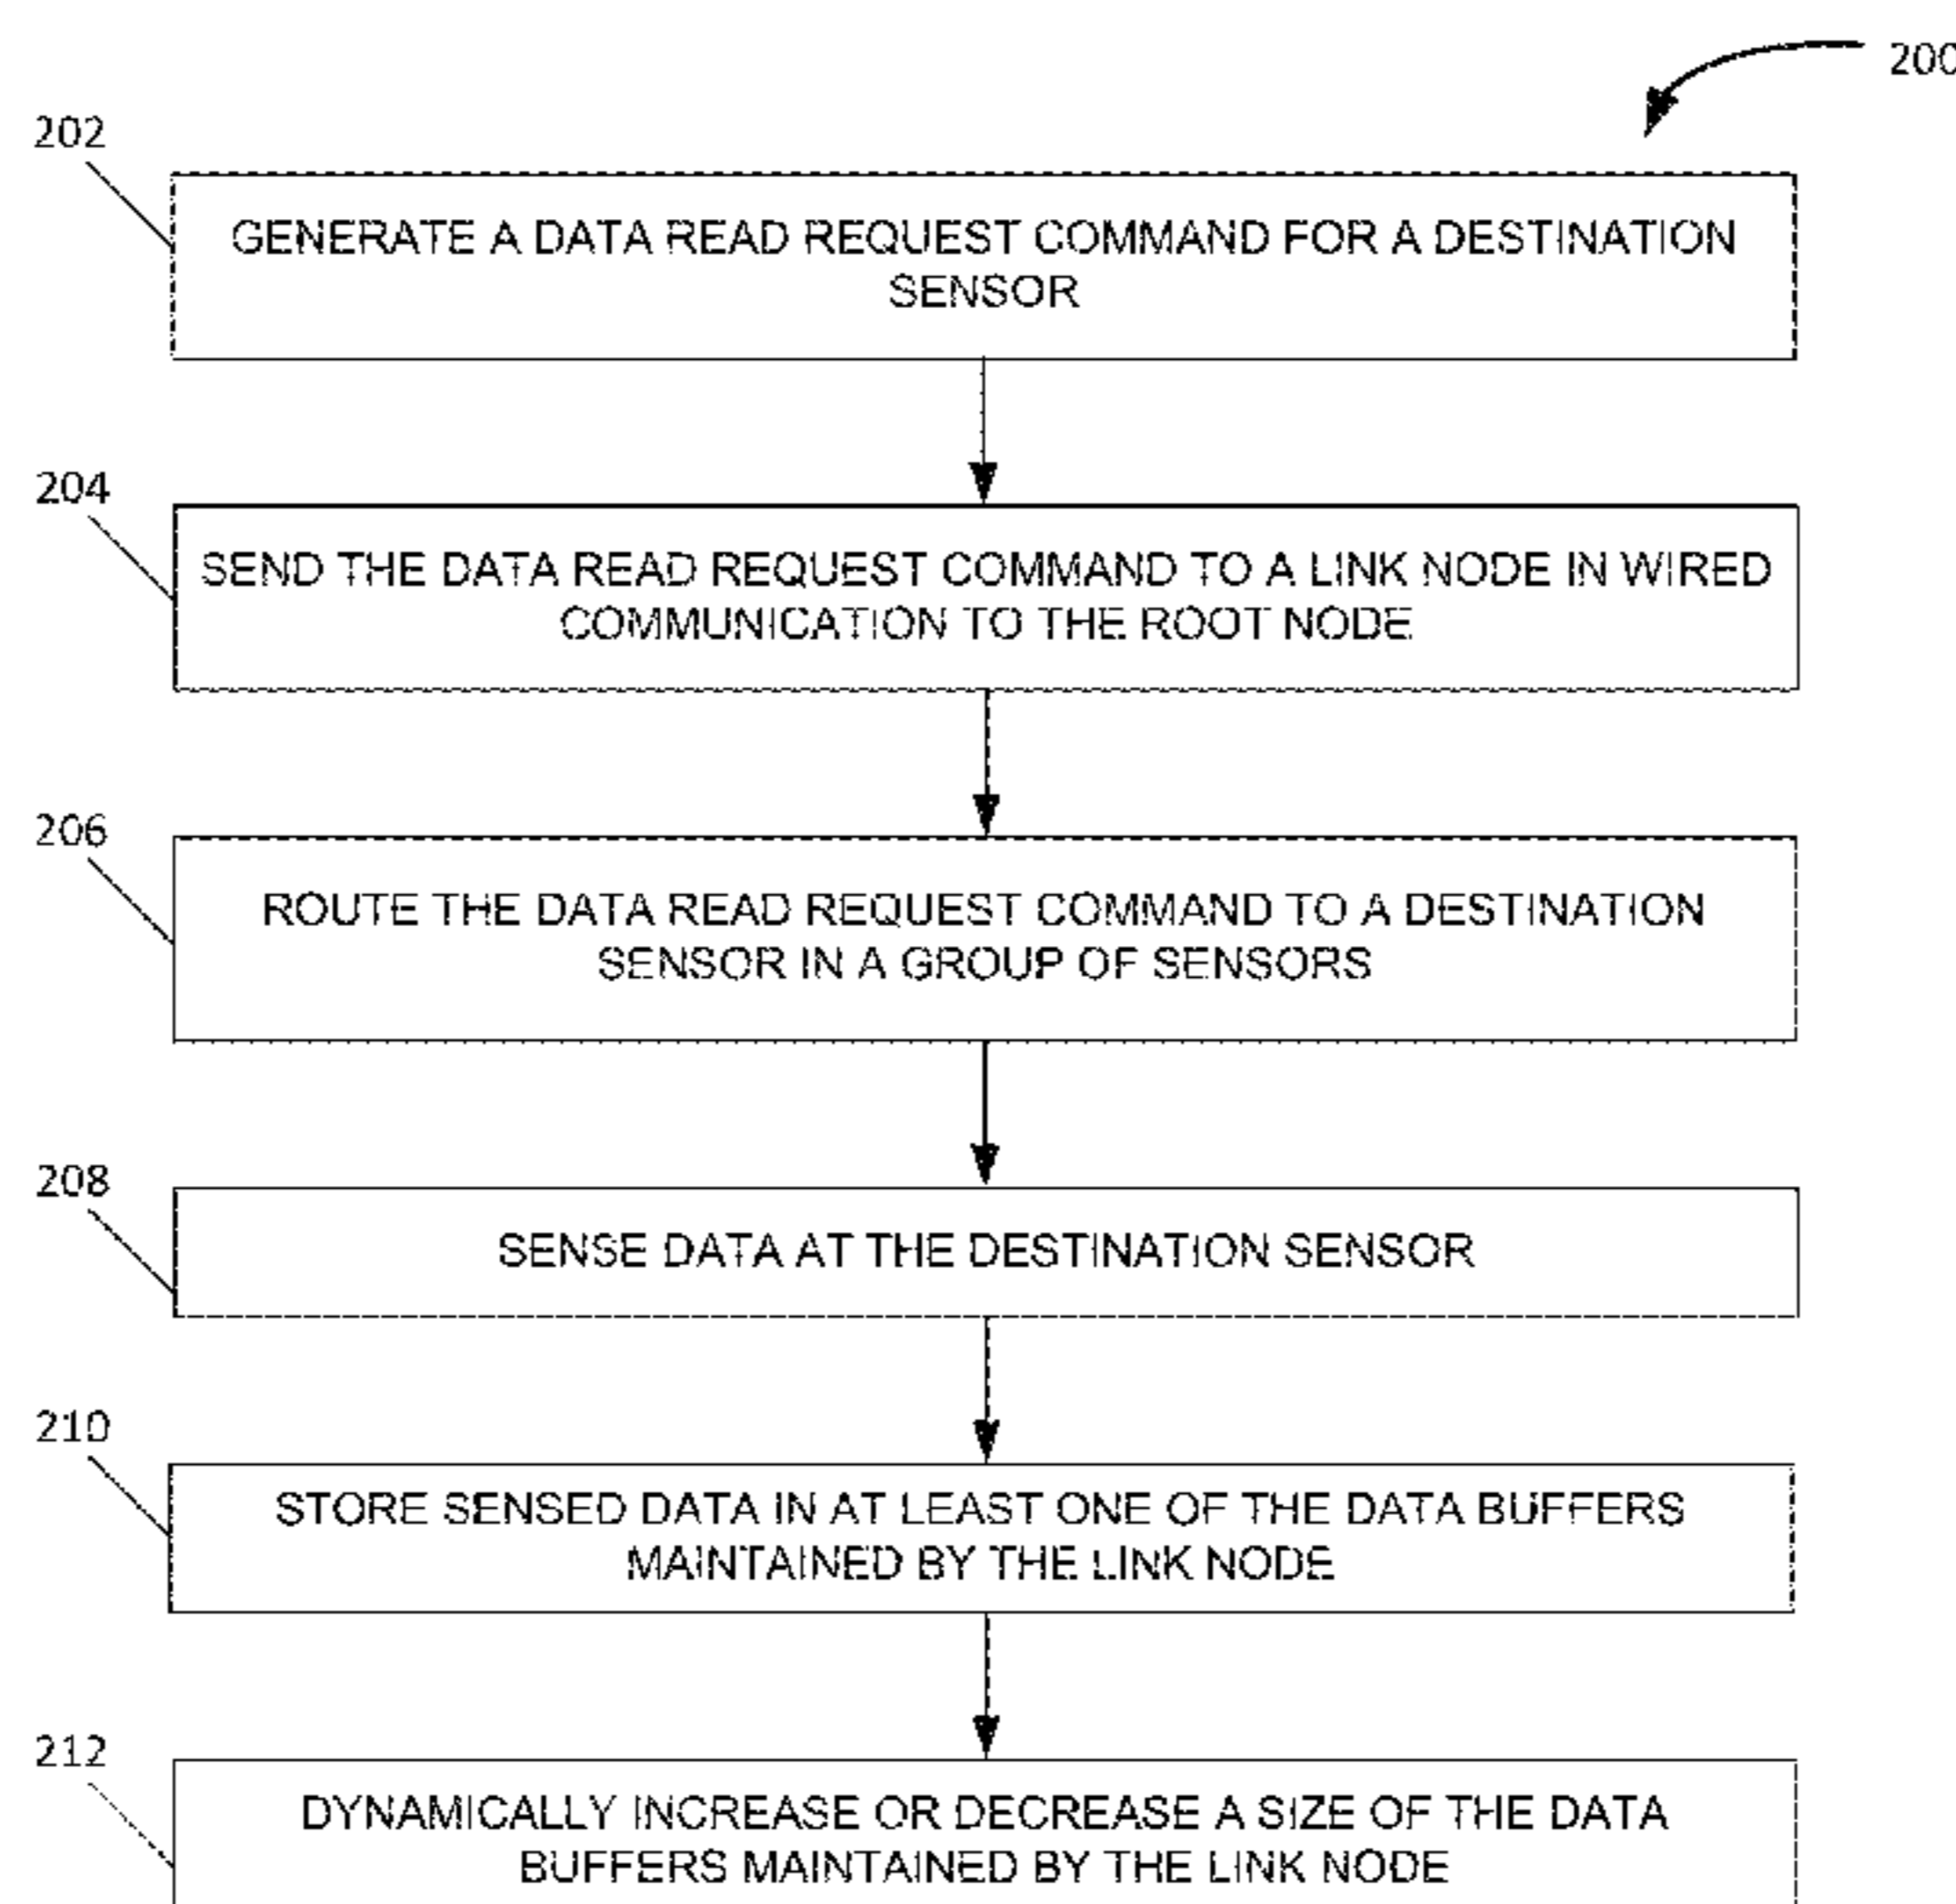 200
202
GENERATE A DATA READ REQUEST COMMAND FOR A DESTINATION
SENSOR
204
SEND THE DATA READ REQUEST COMMAND TO A LINK NODE IN WIRED
COMMUNICATION TO THE ROOT NODE
206
ROUTE THE DATA READ REQUEST COMMAND TO A DESTINATION
SENSOR IN A GROUP OF SENSORS
208
SENSE DATA AT THE DESTINATION SENSOR
210
STORE SENSED DATA IN AT LEAST ONE OF THE DATA BUFFERS
MAINTAINED BY THE LINK NODE
212
DYNAMICALLY INCREASE OR DECREASE A SIZE OF THE DATA
BUFFERS MAINTAINED BY THE LINK NODE